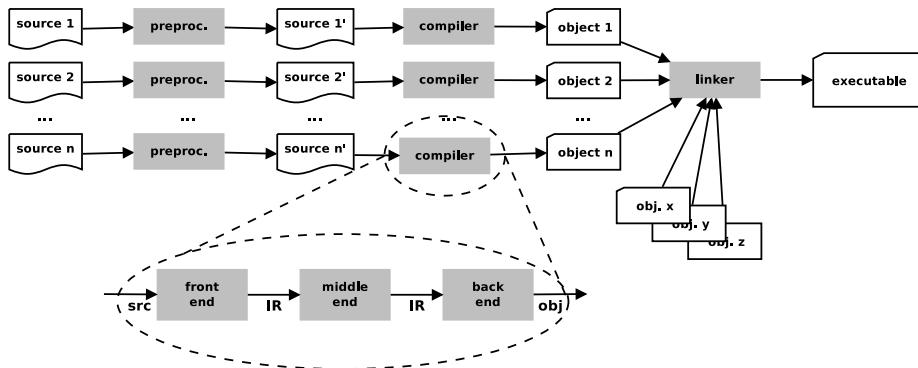 source 1
preproc.
source 1'
compiler
object 1
source 2
preproc.
source 2'
compiler
object 2
linker
executable
...
...
...
...
...
source n
preproc.
source n'
compiler
object n
obj. x
obj. y
obj. z
front
end
middle
end
back
end
src
IR
IR
obj